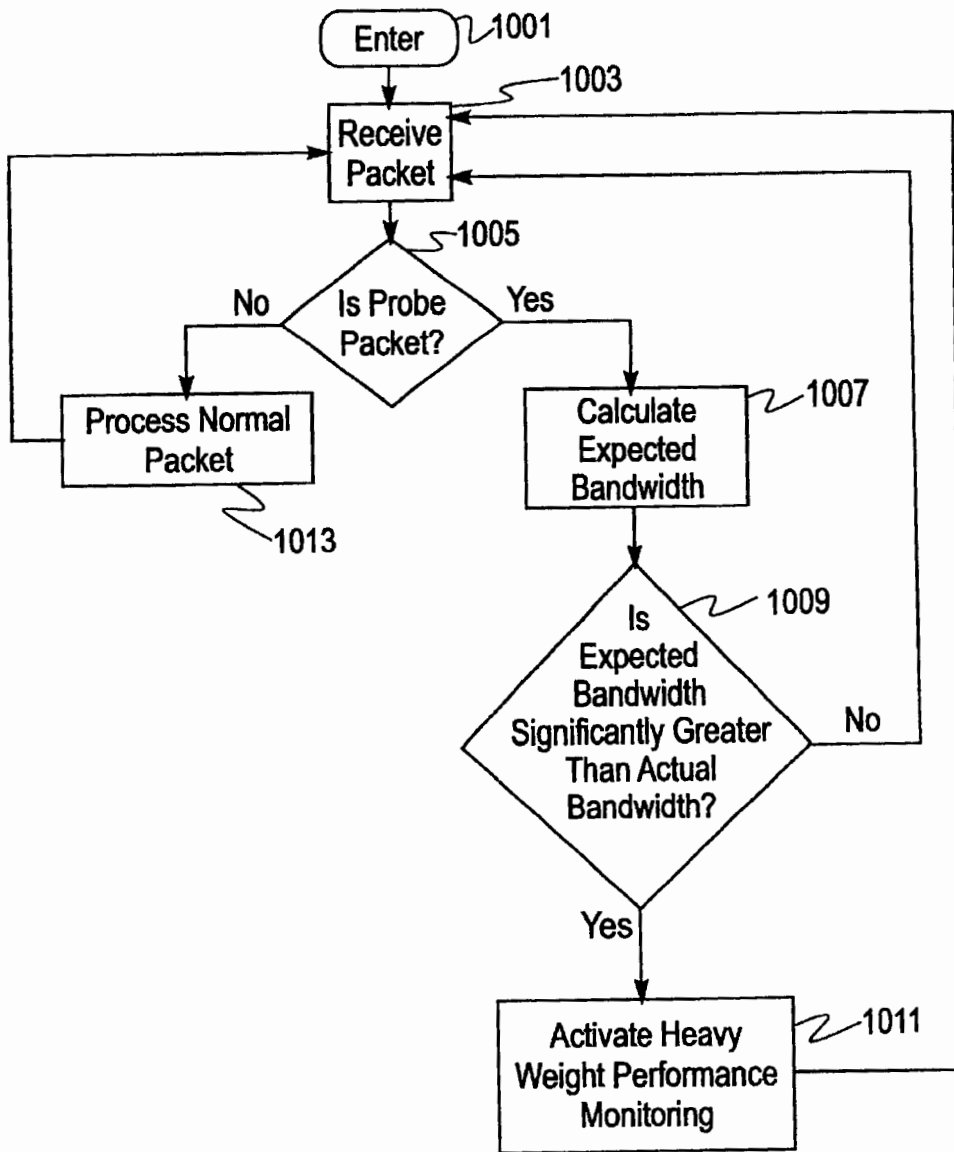 Enter
1001
1003
Receive
Packet
1005
No
Is Probe
Packet?
Yes
Process Normal
Packet
1013
Calculate
Expected
Bandwidth
1007
Is
Expected
Bandwidth
Significantly Greater
Than Actual
Bandwidth?
1009
No
Yes
Activate Heavy
Weight Performance
Monitoring
1011